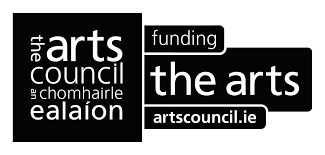 the arts
council
an chomhairle
ealaíon
funding
the arts
artscouncil.ie